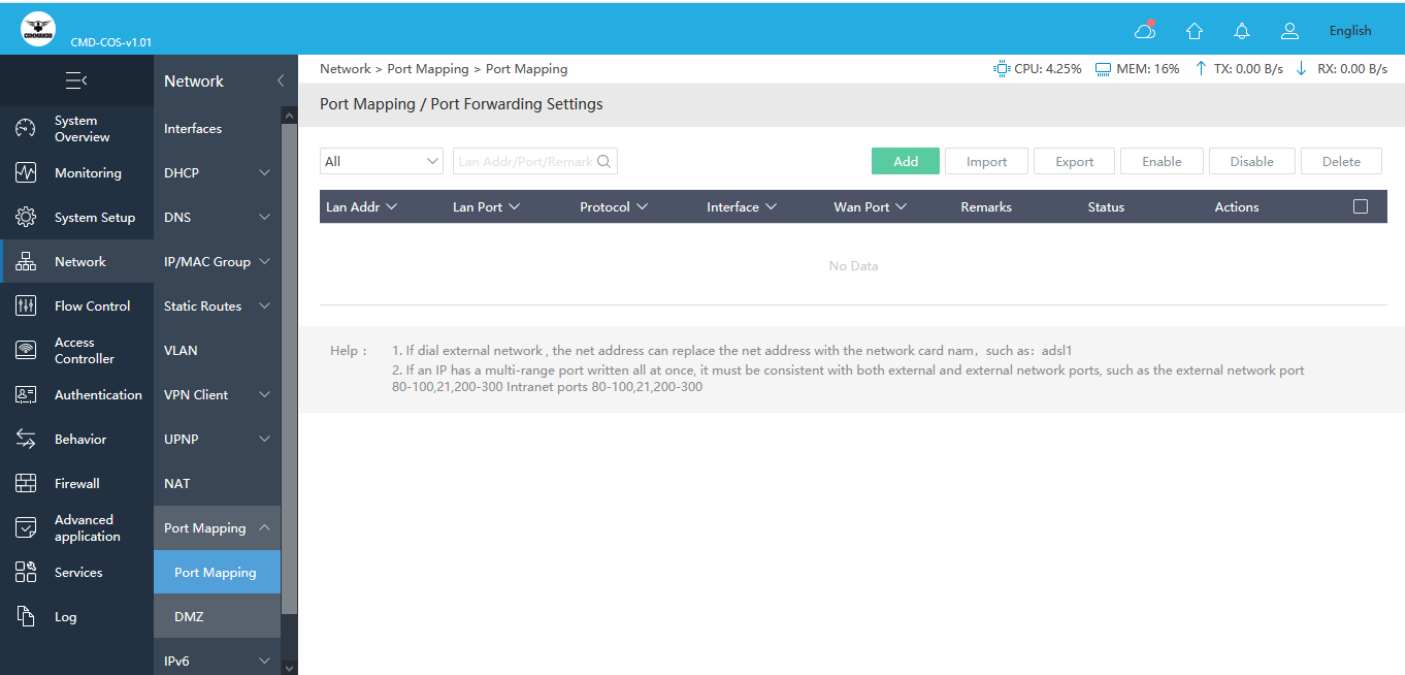 COMMANDO
CMD-COS-v1.01
English
Network > Port Mapping > Port Mapping
CPU: 4.25%
MEM: 16%
TX: 0.00 B/s
RX: 0.00 B/s
System
Overview
Monitoring
System Setup
Network
Flow Control
Access
Controller
Authentication
Behavior
Firewall
Advanced
application
Services
Log
Network
Interfaces
DHCP
DNS
IP/MAC Group
Static Routes
VLAN
VPN Client
UPNP
NAT
Port Mapping
Port Mapping
DMZ
IPv6
Port Mapping / Port Forwarding Settings
All
Lan Addr/Port/Remark
Add
Import
Export
Enable
Disable
Delete
Lan Addr
Lan Port
Protocol
Interface
Wan Port
Remarks
Status
Actions
No Data
Help :
1. If dial external network , the net address can replace the net address with the network card nam, such as: adsl1
2. If an IP has a multi-range port written all at once, it must be consistent with both external and external network ports, such as the external network port
80-100,21,200-300 Intranet ports 80-100,21,200-300